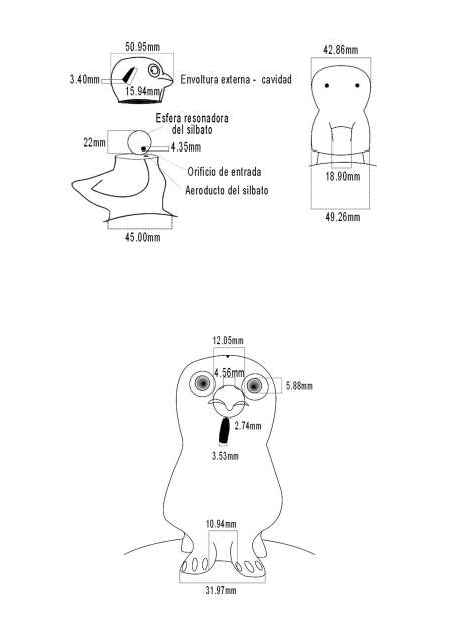 50.95mm
42.86mm
3.40mm
Envoltura externa - cavidad
15.94mm
Esfera resonadora
del silbato
22mm
4.35mm
Orificio de entrada
18.90mm
Aeroducto del silbato
49.26mm
45.00mm
12.05mm
4.56mm
5.88mm
2.74mm
3.53mm
10.94mm
31.97mm